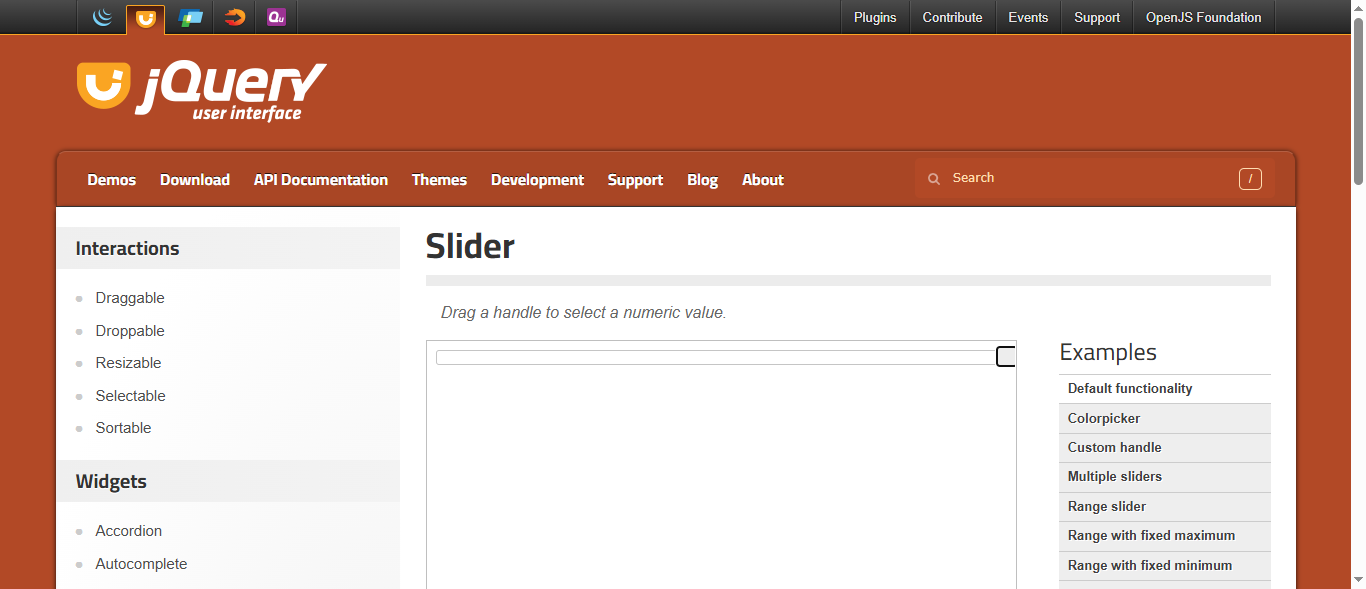 Plugins Contribute Events Support OpenJS Foundation
Qu
jQuery
user interface
Demos Download API Documentation Themes Development Support Blog About Search /
Interactions
Draggable
Droppable
Resizable
Selectable
Sortable
Widgets
Accordion
Autocomplete
Slider
Drag a handle to select a numeric value.
Examples
Default functionality
Colorpicker
Custom handle
Multiple sliders
Range slider
Range with fixed maximum
Range with fixed minimum